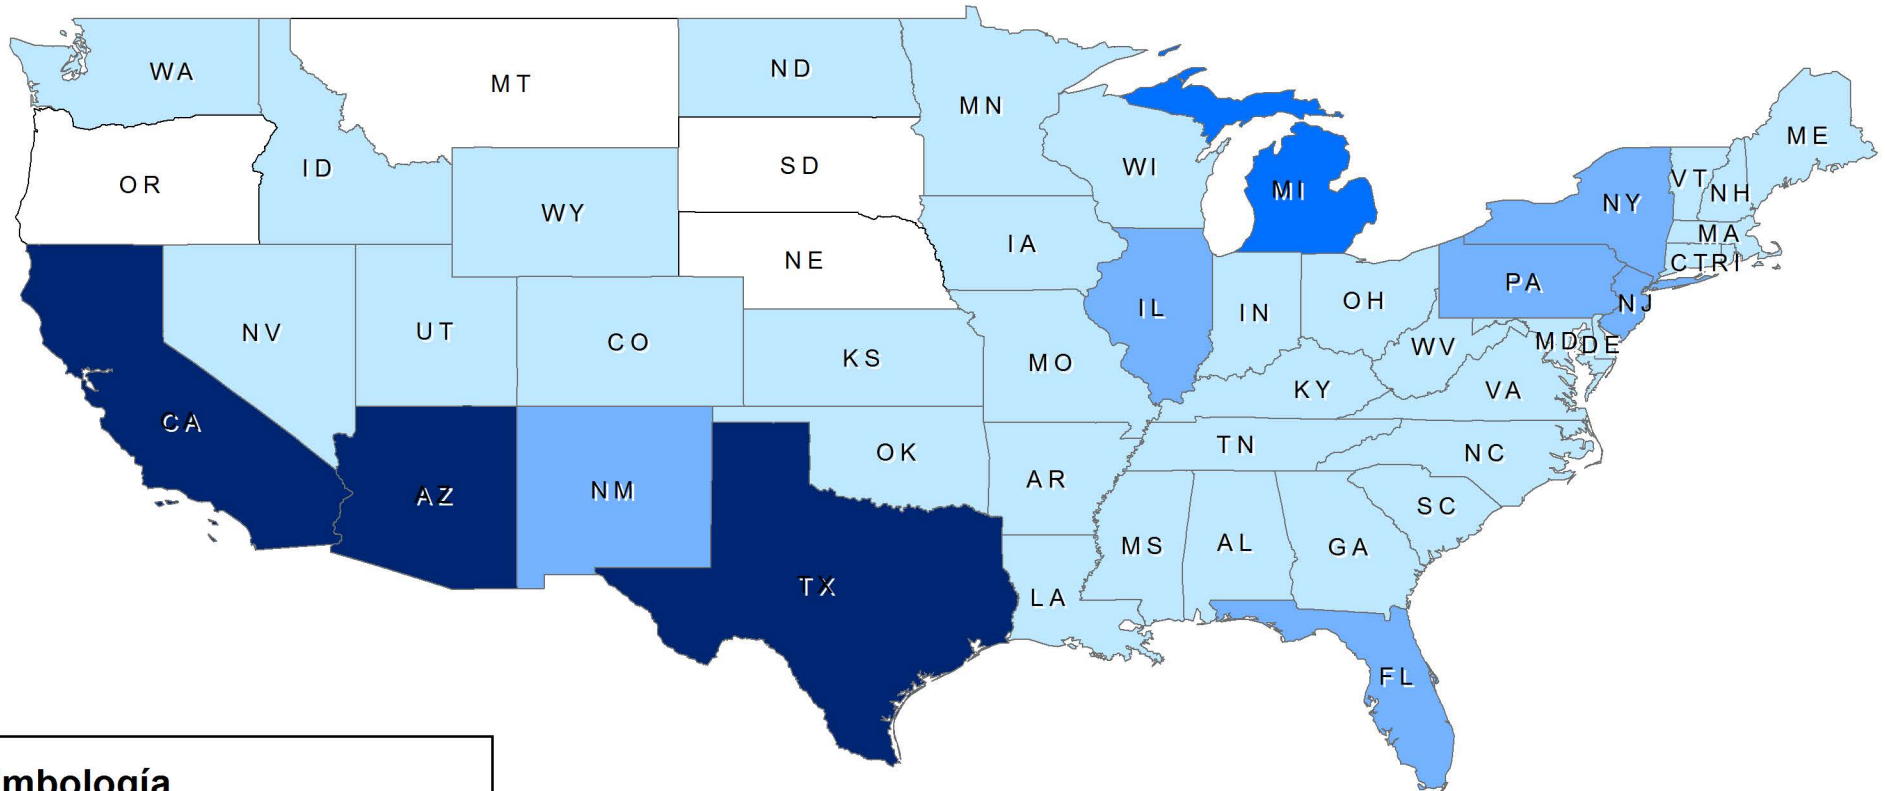 WA
MT
ND
MN
ME
OR
ID
SD
WI
MI
VT
NH
NY
WY
NE
IA
MA
CT
RI
NV
UT
CO
KS
MO
IL
IN
OH
PA
NJ
WV
MD
DE
VA
KY
CA
AZ
NM
OK
AR
TN
NC
SC
TX
LA
MS
AL
GA
FL
mbología